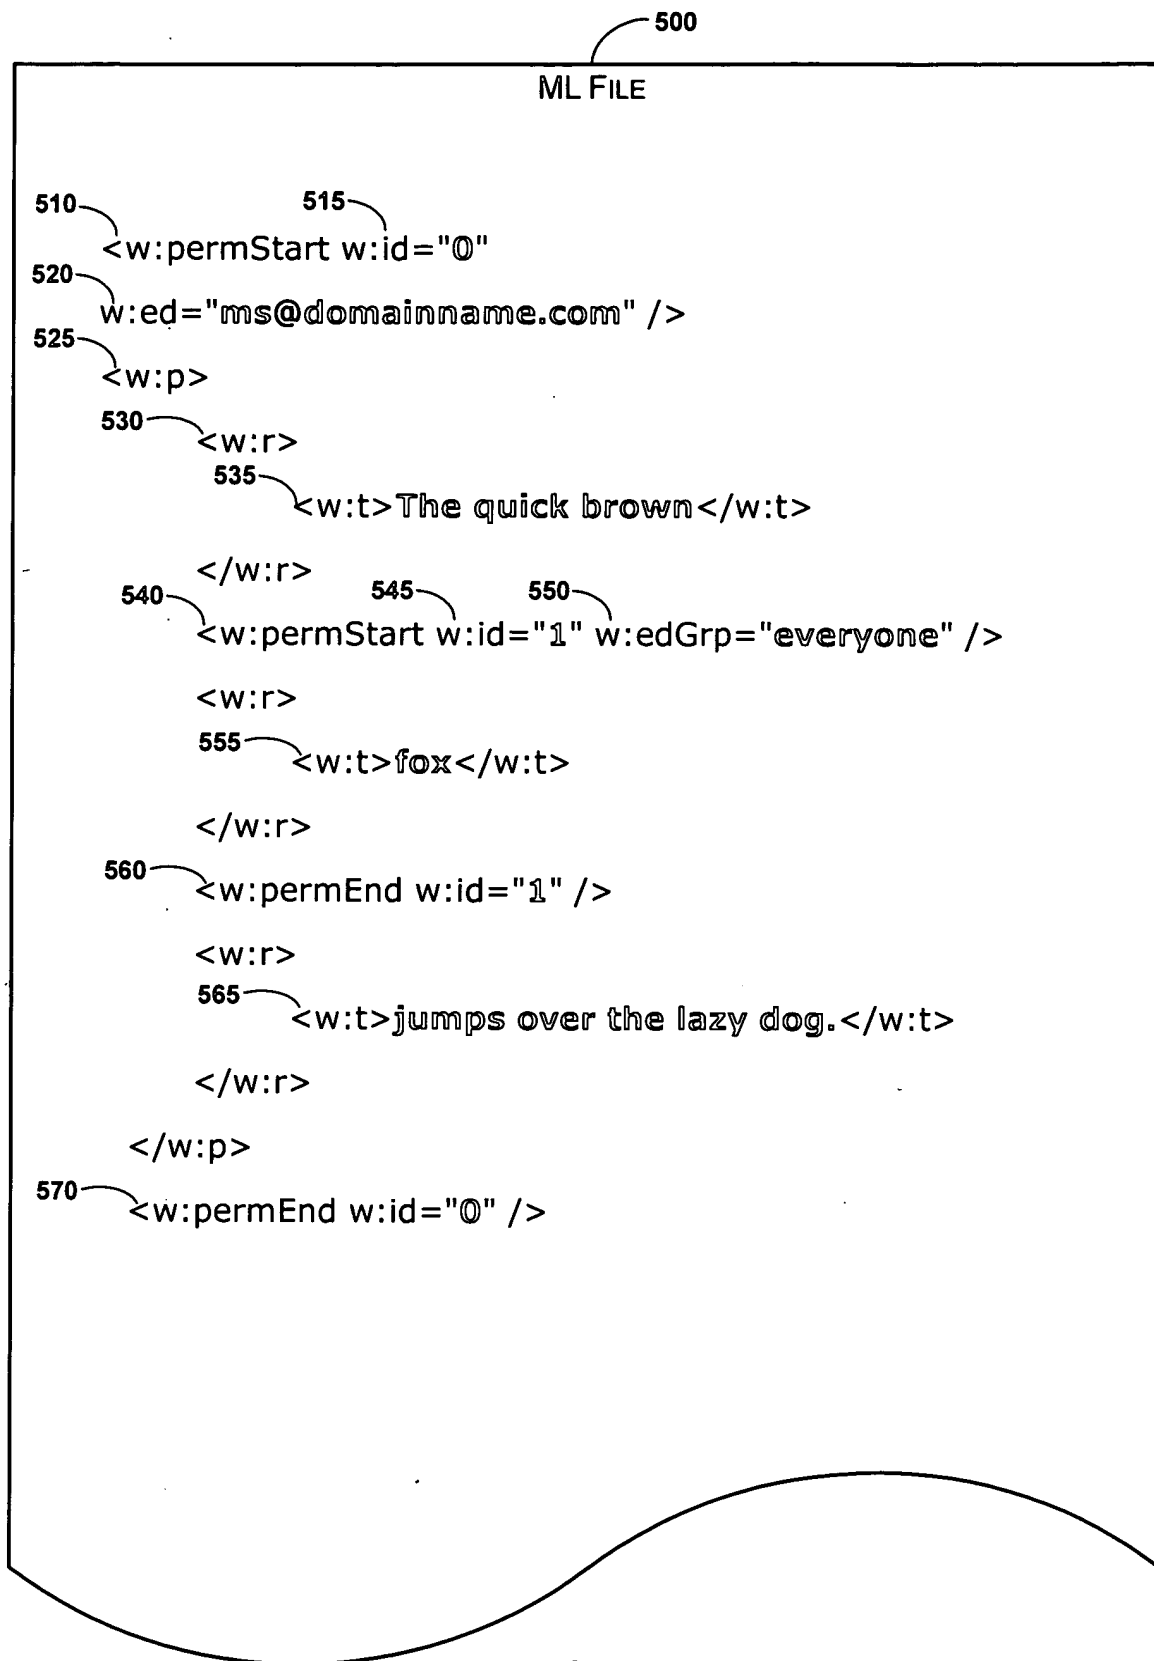 500
ML FILE
510 515
<w:permStart w:id="0"
520
w:ed="ms@domainname.com" />
525
<w:p>
530
<w:r>
535
<w:t>The quick brown</w:t>
</w:r>
540 545 550
<w:permStart w:id="1" w:edGrp="everyone" />
<w:r>
555
<w:t>fox</w:t>
</w:r>
560
<w:permEnd w:id="1" />
<w:r>
565
<w:t>jumps over the lazy dog.</w:t>
</w:r>
</w:p>
570
<w:permEnd w:id="0" />